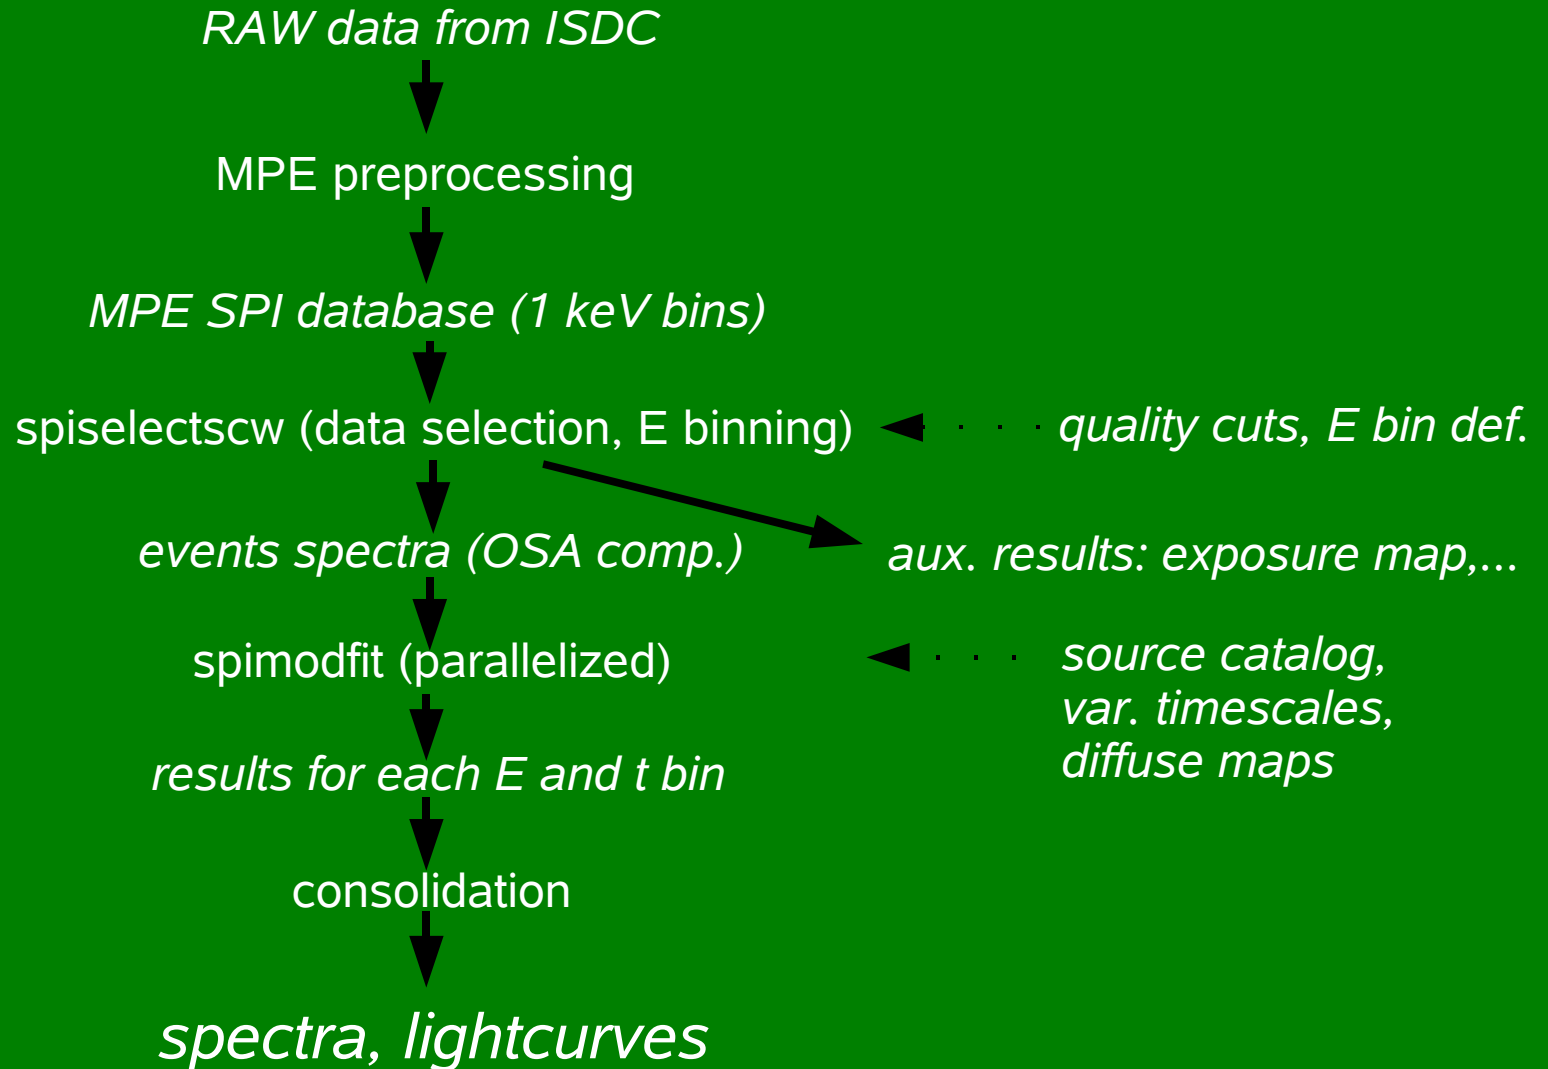 RAW data from ISDC
MPE preprocessing
MPE SPI database (1 keV bins)
spiselectscw (data selection, E binning)
quality cuts, E bin def.
events spectra (OSA comp.)
aux. results: exposure map,...
spimodfit (parallelized)
source catalog,
var. timescales,
diffuse maps
results for each E and t bin
consolidation
spectra, lightcurves